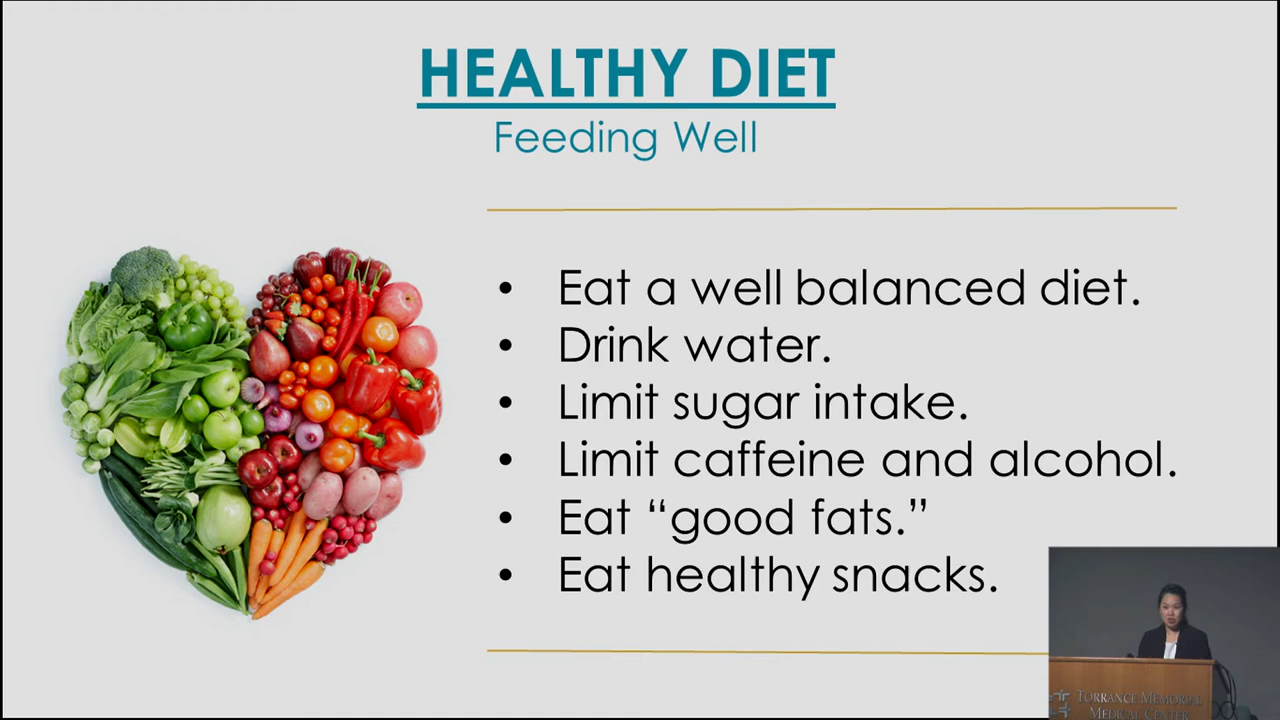 HEALTHY DIET
Feeding Well
• Eat a well balanced diet.
• Drink water.
• Limit sugar intake.
• Limit caffeine and alcohol.
• Eat “good fats.”
• Eat healthy snacks.
TORRANCE MEMORIAL
MEDICAL CENTER